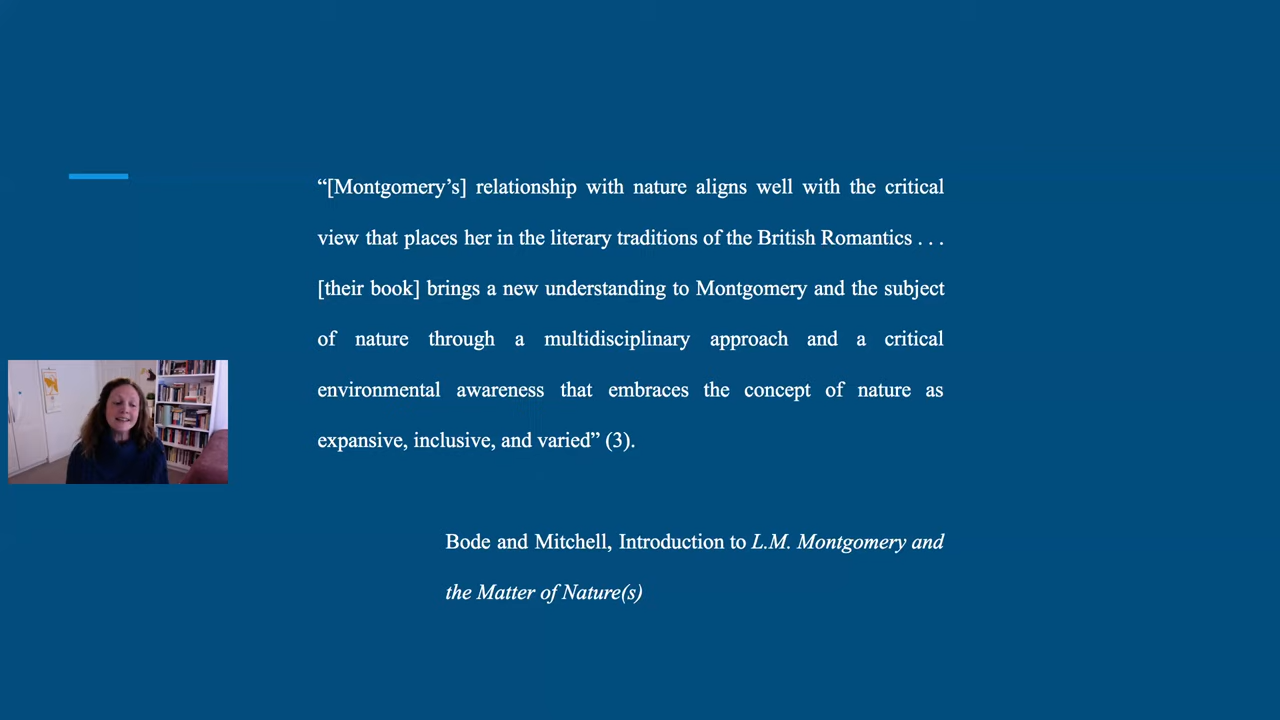 “[Montgomery’s] relationship with nature aligns well with the critical
view that places her in the literary traditions of the British Romantics . . .
[their book] brings a new understanding to Montgomery and the subject
of nature through a multidisciplinary approach and a critical
environmental awareness that embraces the concept of nature as
expansive, inclusive, and varied” (3).
Bode and Mitchell, Introduction to L.M. Montgomery and
the Matter of Nature(s)